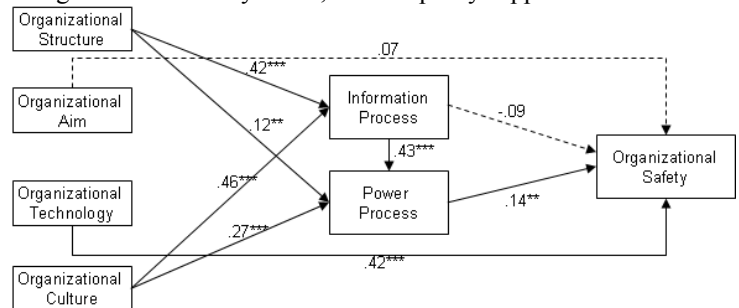 Organizational
Structure
.07
.42***
Organizational
Aim
Information
Process
-.09
.12**
.43***
Organizational
Safety
Organizational
Technology
.46***
Power
Process
.14**
.27***
.42***
Organizational
Culture